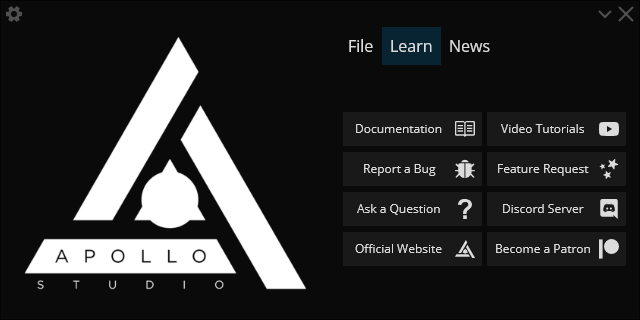 File Learn News
Documentation Video Tutorials
Report a Bug Feature Request
Ask a Question Discord Server
Official Website Become a Patron
APOLLO
STUDIO